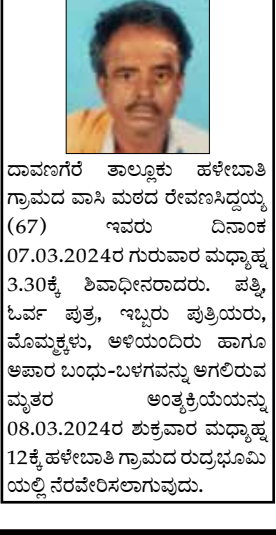 ದಾವಣಗೆರೆ ತಾಲ್ಲೂಕು ಹಳೇಬಾತಿ
ಗ್ರಾಮದ ವಾಸಿ ಮಠದ ರೇವಣಸಿದ್ದಯ್ಯ
(67) ಇವರು ದಿನಾಂಕ
07.03.2024ರ ಗುರುವಾರ ಮಧ್ಯಾಹ್ನ
3.30ಕ್ಕೆ ಶಿವಾಧೀನರಾದರು. ಪತ್ನಿ,
ಓರ್ವ ಪುತ್ರ, ಇಬ್ಬರು ಪುತ್ರಿಯರು,
ಮೊಮ್ಮಕ್ಕಳು, ಅಳಿಯಂದಿರು ಹಾಗೂ
ಅಪಾರ ಬಂಧು-ಬಳಗವನ್ನು ಅಗಲಿರುವ
ಮೃತರ ಅಂತ್ಯಕ್ರಿಯೆಯನ್ನು
08.03.2024ರ ಶುಕ್ರವಾರ ಮಧ್ಯಾಹ್ನ
12ಕ್ಕೆ ಹಳೇಬಾತಿ ಗ್ರಾಮದ ರುದ್ರಭೂಮಿ
ಯಲ್ಲಿ ನೆರವೇರಿಸಲಾಗುವುದು.